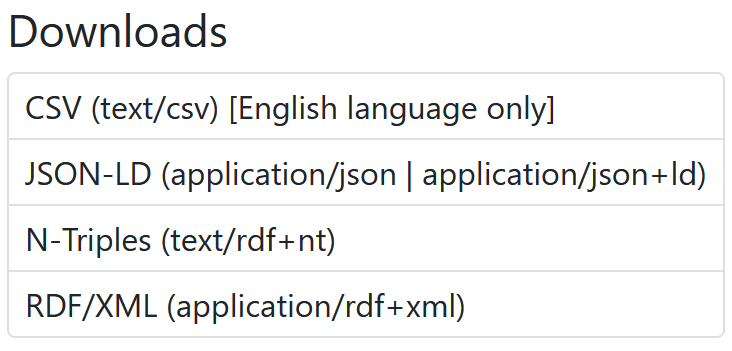 Downloads
CSV (text/csv) [English language only]
JSON-LD (application/json | application/json+ld)
N-Triples (text/rdf+nt)
RDF/XML (application/rdf+xml)